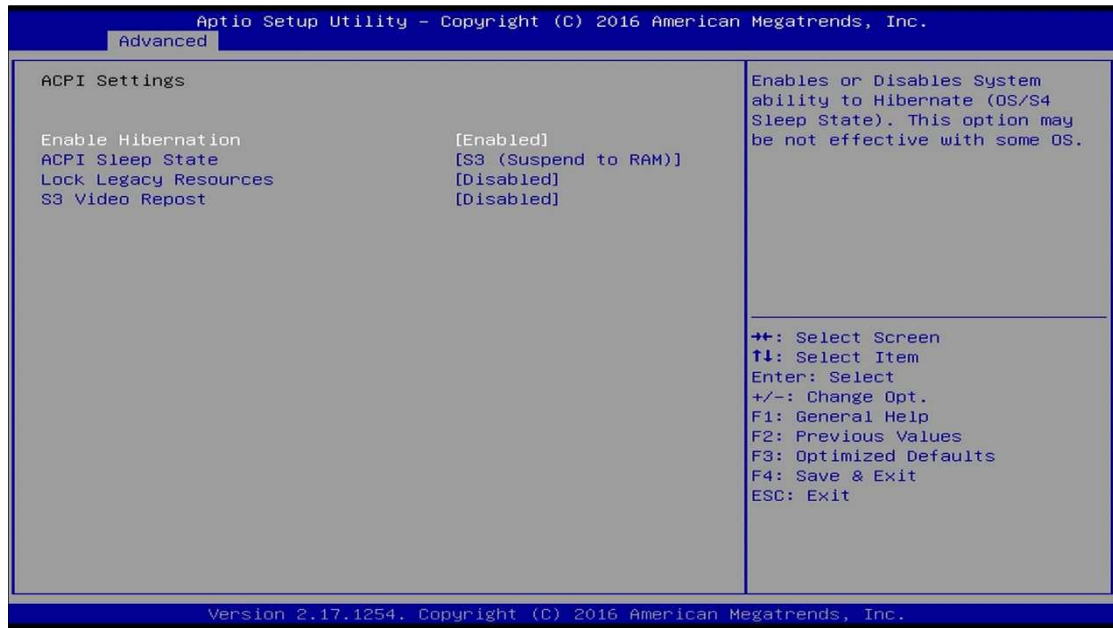 Aptio Setup Utility – Copyright (C) 2016 American Megatrends, Inc.
Advanced
ACPI Settings
Enable Hibernation [Enabled]
ACPI Sleep State [S3 (Suspend to RAM)]
Lock Legacy Resources [Disabled]
S3 Video Repost [Disabled]
Enables or Disables System
ability to Hibernate (OS/S4
Sleep State). This option may
be not effective with some OS.
→←: Select Screen
↑↓: Select Item
Enter: Select
+/-: Change Opt.
F1: General Help
F2: Previous Values
F3: Optimized Defaults
F4: Save & Exit
ESC: Exit
Version 2.17.1254. Copyright (C) 2016 American Megatrends, Inc.